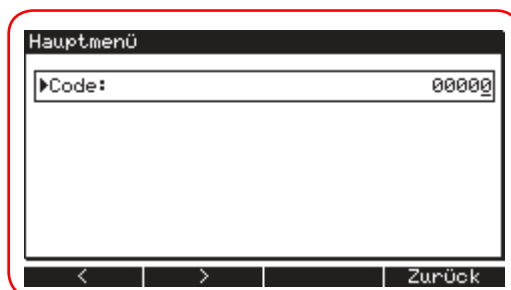 Hauptmenü
▶Code: 00000
< > Zurück